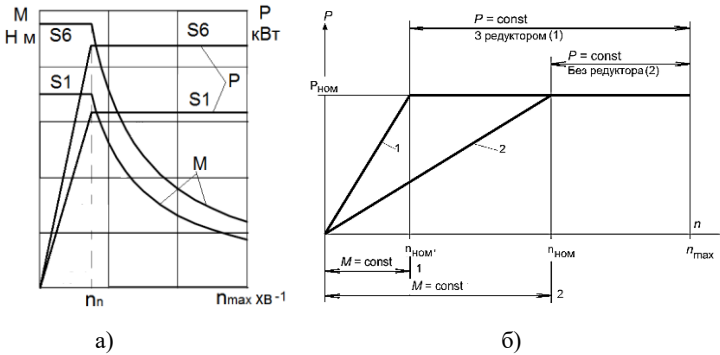 М
Н м
P
кВт
S6
S6
S1
P
S1
М
nп
nmax хв-1
а)
P
P = const
З редуктором (1)
P = const
Без редуктора (2)
Pном
1
2
n
nном'
nном
nmax
M = const
1
M = const
2
б)